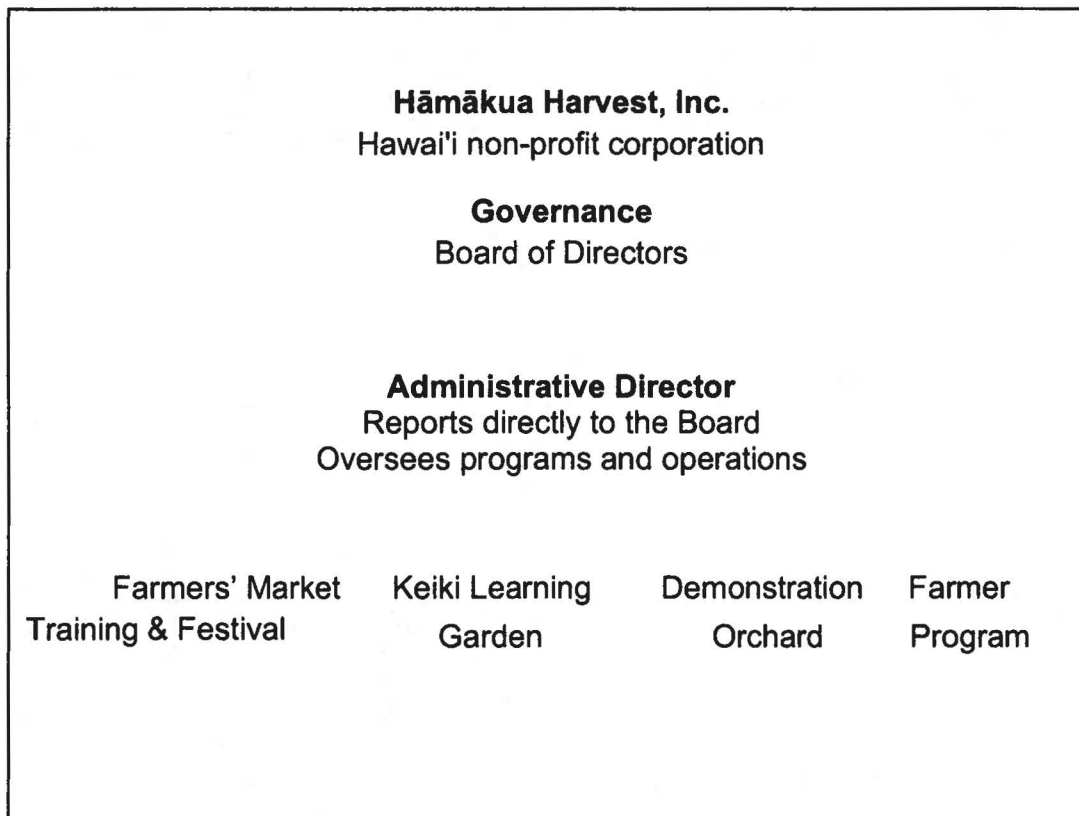 Hāmākua Harvest, Inc.
Hawai'i non-profit corporation
Governance
Board of Directors
Administrative Director
Reports directly to the Board
Oversees programs and operations
Farmers’ Market Keiki Learning Demonstration Farmer
Training & Festival Garden Orchard Program